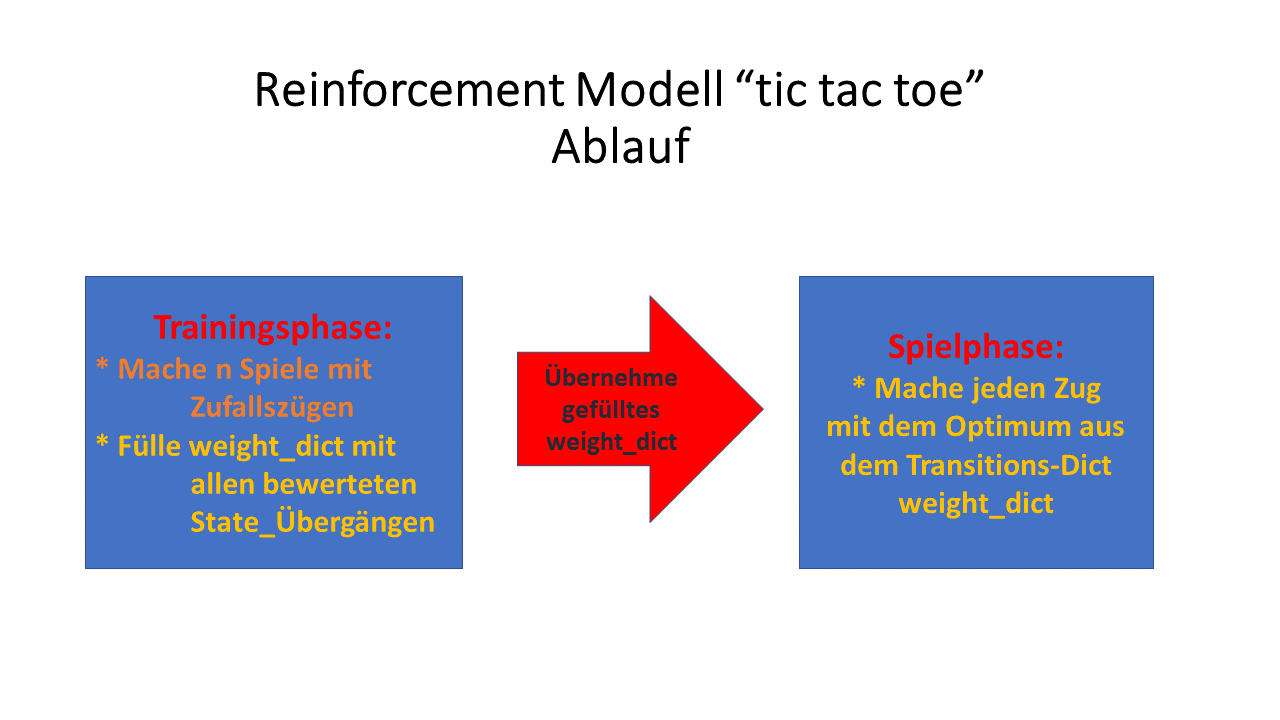 Reinforcement Modell “tic tac toe”
Ablauf
Trainingsphase:
* Mache n Spiele mit
Zufallszügen
* Fülle weight_dict mit
allen bewerteten
State_Übergängen
Übernehme
gefülltes
weight_dict
Spielphase:
* Mache jeden Zug
mit dem Optimum aus
dem Transitions-Dict
weight_dict